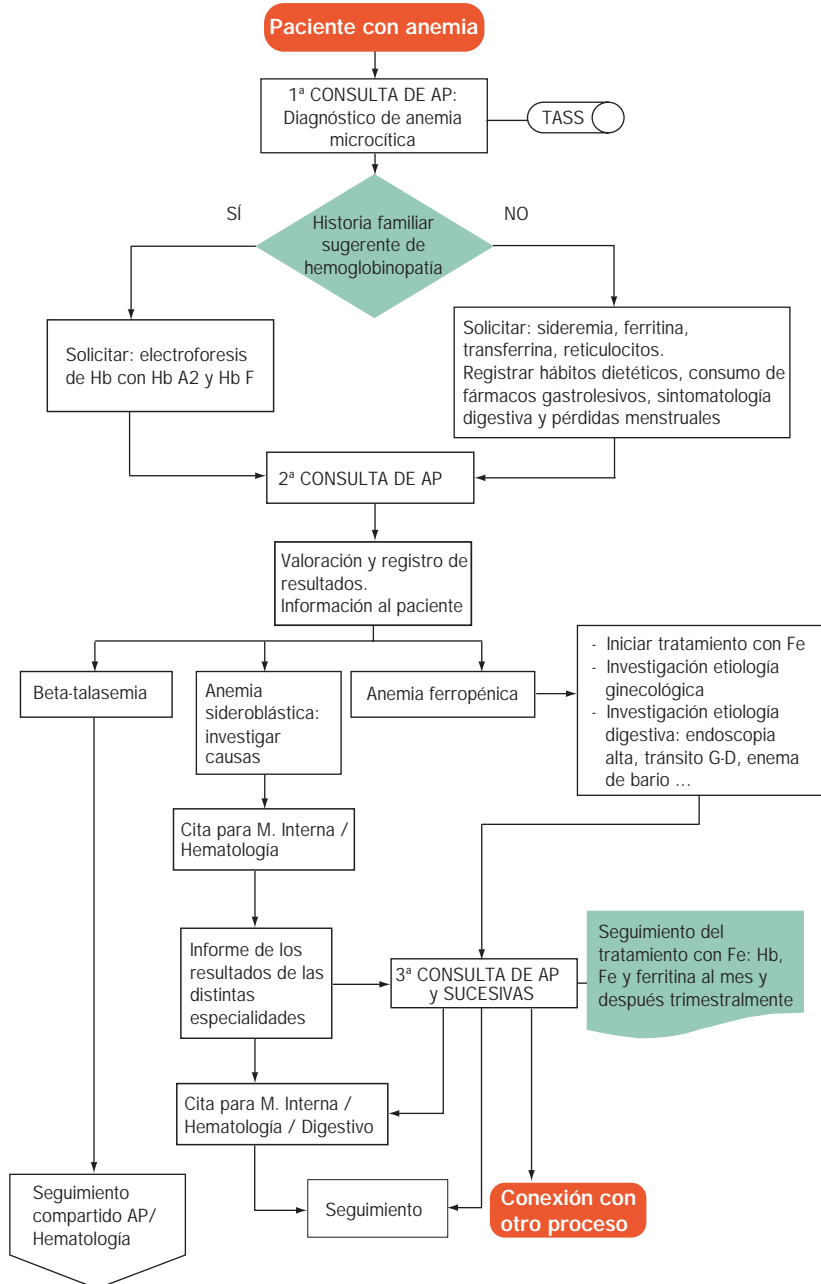 Paciente con anemia
1ª CONSULTA DE AP:
Diagnóstico de anemia
microcítica
TASS
SÍ
Historia familiar
sugerente de
hemoglobinopatía
NO
Solicitar: electroforesis
de Hb con Hb A2 y Hb F
Solicitar: sideremia, ferritina,
transferrina, reticulocitos.
Registrar hábitos dietéticos, consumo de
fármacos gastrolesivos, sintomatología
digestiva y pérdidas menstruales
2ª CONSULTA DE AP
Valoración y registro de
resultados.
Información al paciente
Beta-talasemia
Anemia
sideroblástica:
investigar
causas
Anemia ferropénica
- Iniciar tratamiento con Fe
- Investigación etiología
ginecológica
- Investigación etiología
digestiva: endoscopia
alta, tránsito G-D, enema
de bario ...
Cita para M. Interna /
Hematología
Informe de los
resultados de las
distintas
especialidades
3ª CONSULTA DE AP
y SUCESIVAS
Seguimiento del
tratamiento con Fe: Hb,
Fe y ferritina al mes y
después trimestralmente
Cita para M. Interna /
Hematología / Digestivo
Seguimiento
compartido AP/
Hematología
Seguimiento
Conexión con
otro proceso